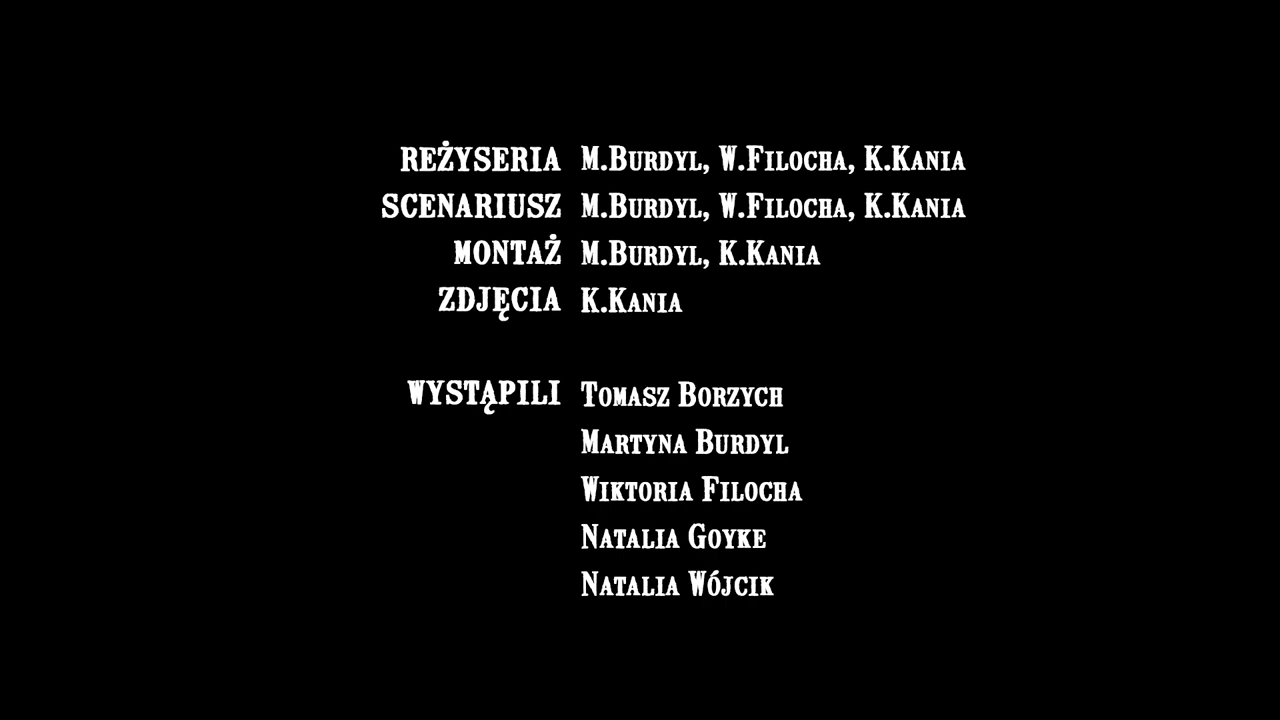 REŻYSERIA M.Burdyl, W.Filocha, K.Kania
SCENARIUSZ M.Burdyl, W.Filocha, K.Kania
MONTAŻ M.Burdyl, K.Kania
ZDJĘCIA K.Kania
WYSTĄPILI Tomasz Borzych
Martyna Burdyl
Wiktoria Filocha
Natalia Goyke
Natalia Wójcik